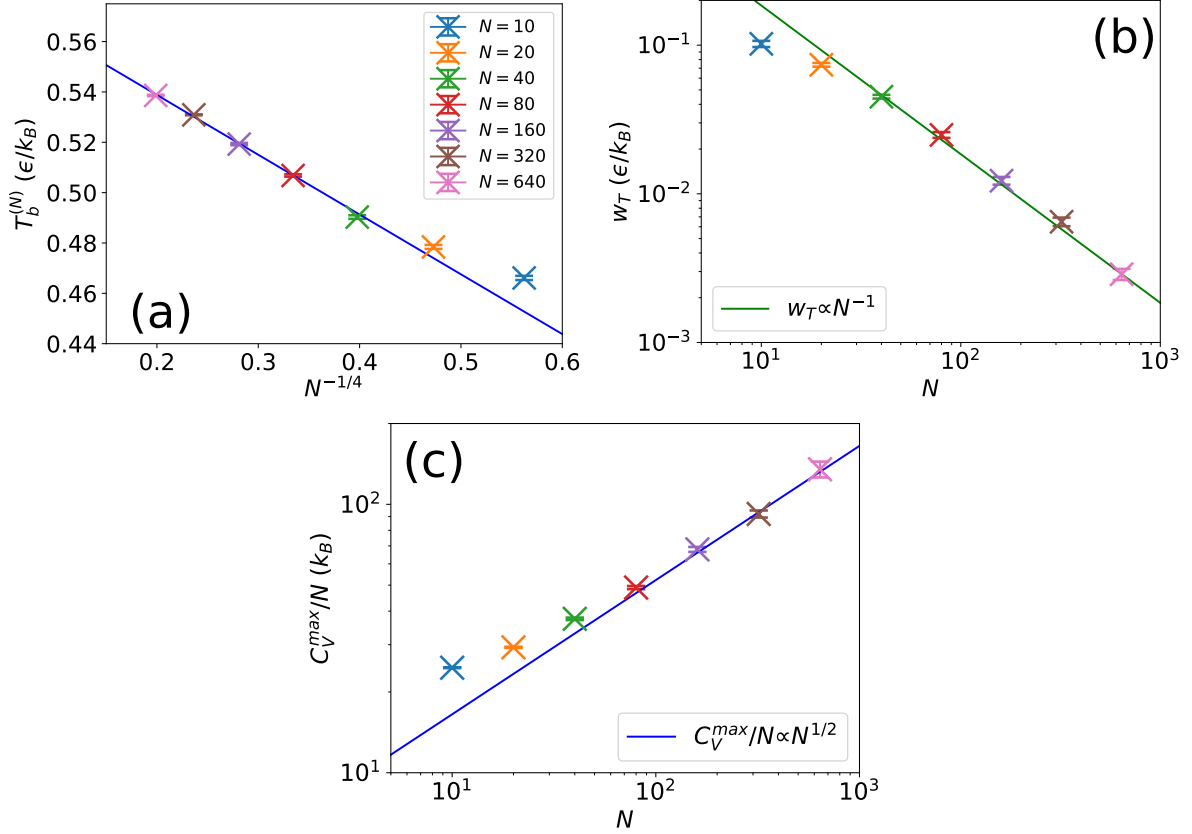 0.56
0.54
0.52
0.50
0.48
0.46
0.44
0.2
0.3
0.4
0.5
0.6
T_b^{(N)} (ϵ/k_B)
N^{-1/4}
(a)
N = 10
N = 20
N = 40
N = 80
N = 160
N = 320
N = 640
10^{-1}
10^{-2}
10^{-3}
10^1
10^2
10^3
w_T (ϵ/k_B)
N
(b)
w_T∝N^{-1}
10^2
10^1
10^1
10^2
10^3
C_V^{max}/N (k_B)
N
(c)
C_V^{max}/N∝N^{1/2}